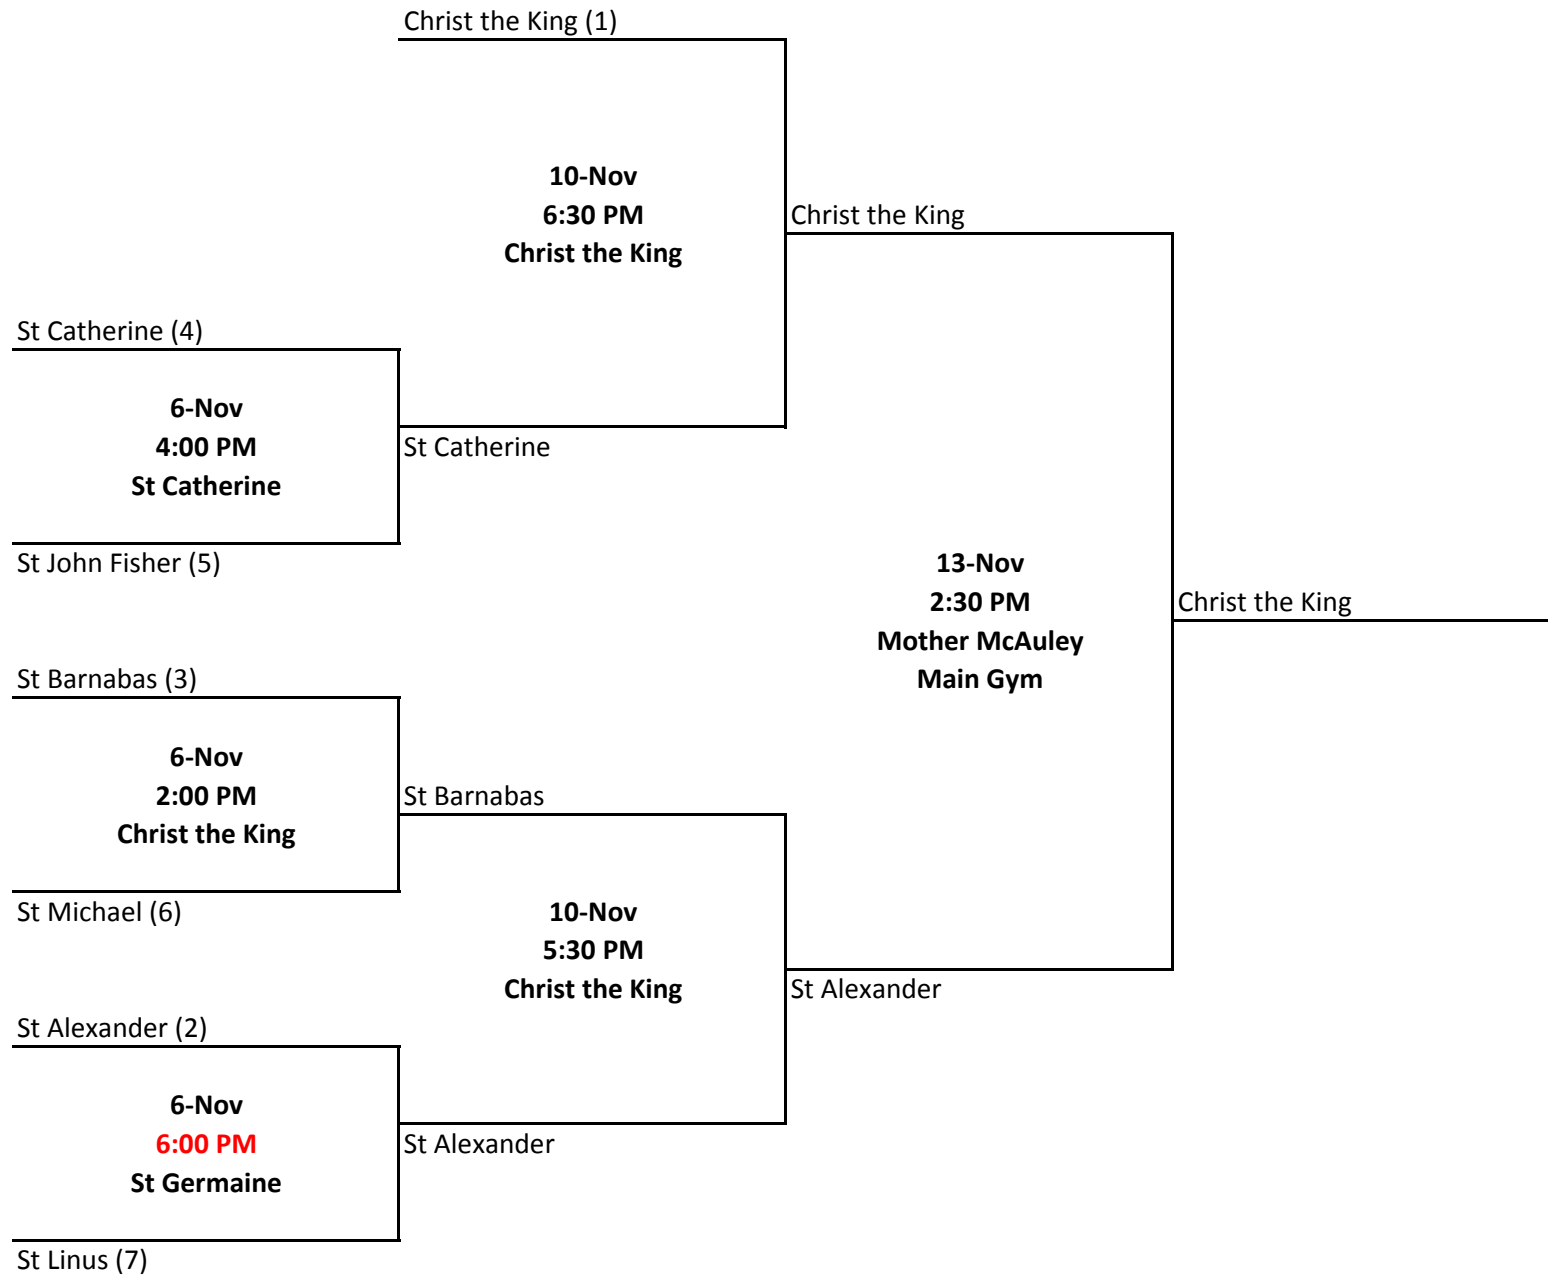 Christ the King (1)
10-Nov
6:30 PM
Christ the King
Christ the King
St Catherine (4)
6-Nov
4:00 PM
St Catherine
St Catherine
St John Fisher (5)
13-Nov
2:30 PM
Mother McAuley
Main Gym
Christ the King
St Barnabas (3)
6-Nov
2:00 PM
Christ the King
St Barnabas
St Michael (6)
10-Nov
5:30 PM
Christ the King
St Alexander
St Alexander (2)
6-Nov
6:00 PM
St Germaine
St Alexander
St Linus (7)